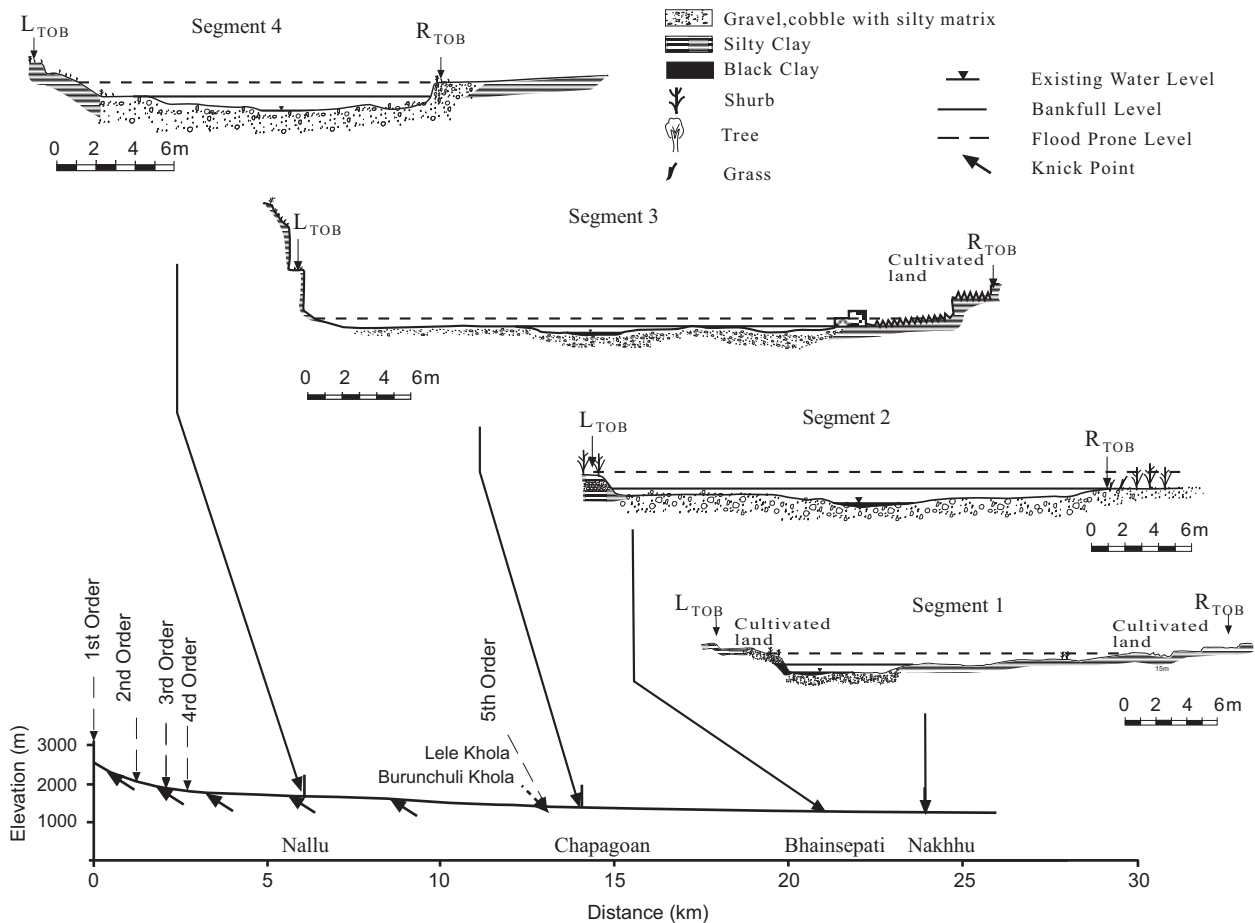 L TOB
Segment 4
R TOB
0 2 4 6m
Gravel,cobble with silty matrix
Silty Clay
Black Clay
Shurb
Tree
Grass
Existing Water Level
Bankfull Level
Flood Prone Level
Knick Point
Segment 3
L TOB
R TOB
Cultivated
land
0 2 4 6m
Segment 2
L TOB
R TOB
0 2 4 6m
Segment 1
L TOB
R TOB
Cultivated
land
Cultivated
land
15m
0 2 4 6m
1st Order
2nd Order
3rd Order
4rd Order
5th Order
Lele Khola
Burunchuli Khola
Elevation (m)
3000
2000
1000
Nallu
Chapagoan
Bhainsepati
Nakhhu
0 5 10 15 20 25 30
Distance (km)